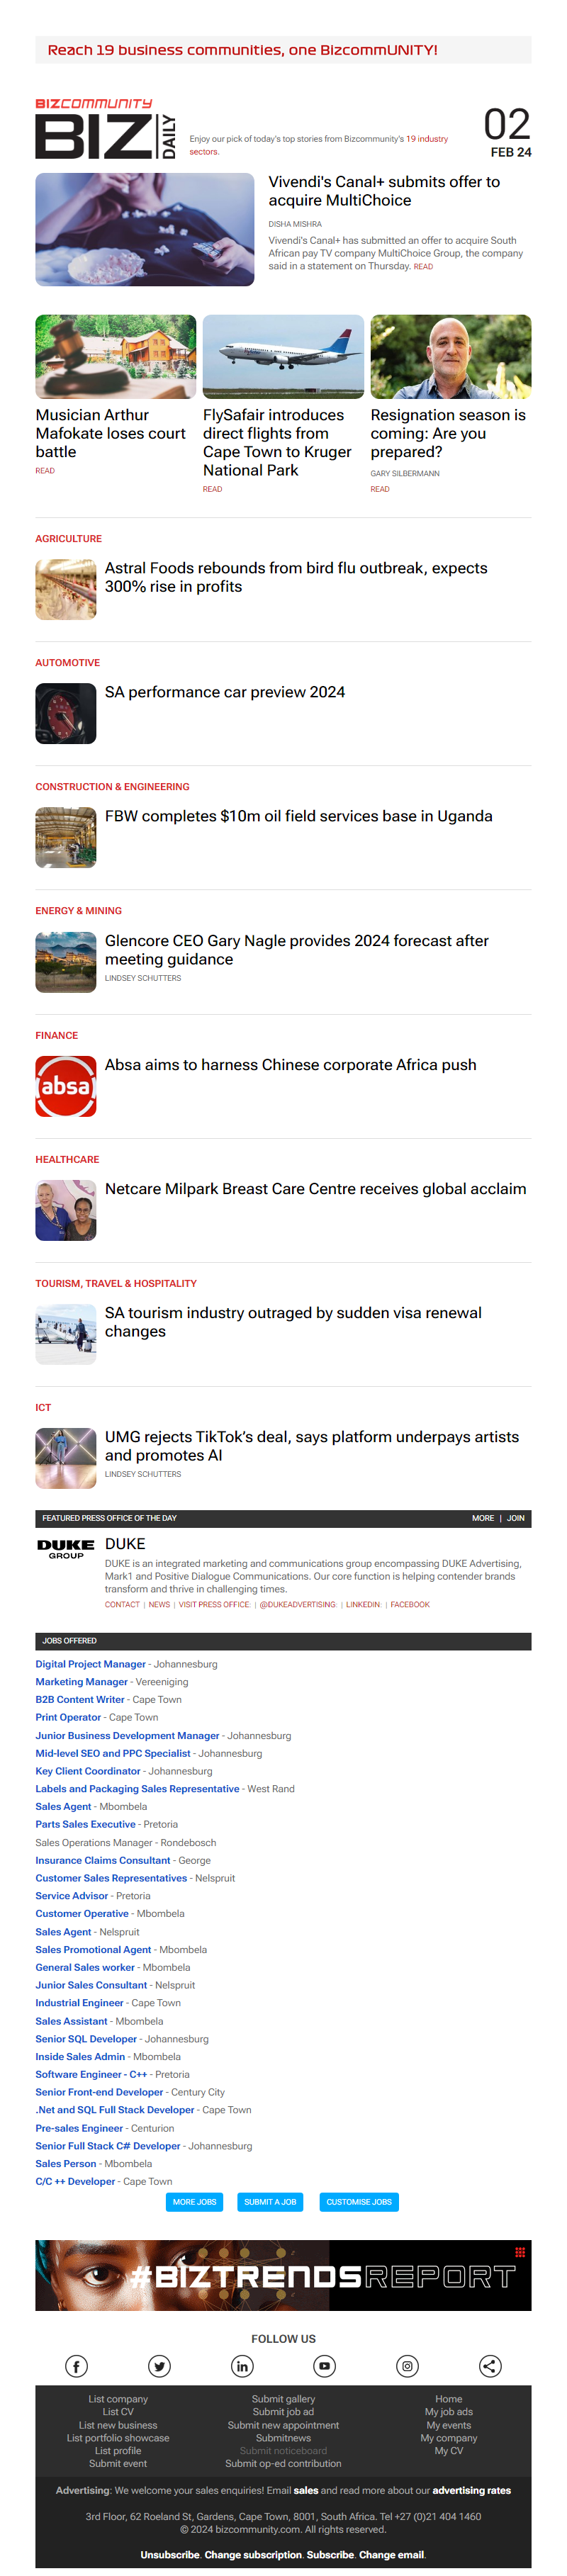 Reach 19 business communities, one BizcommUNITY!
BIZCOMMUNITY
BIZ DAILY
Enjoy our pick of today's top stories from Bizcommunity's 19 industry
sectors.
02
FEB 24
Vivendi's Canal+ submits offer to
acquire MultiChoice
DISHA MISHRA
Vivendi's Canal+ has submitted an offer to acquire South
African pay TV company MultiChoice Group, the company
said in a statement on Thursday. READ
Musician Arthur
Mafokate loses court
battle
READ
FlySafair introduces
direct flights from
Cape Town to Kruger
National Park
READ
Resignation season is
coming: Are you
prepared?
GARY SILBERMANN
READ
AGRICULTURE
Astral Foods rebounds from bird flu outbreak, expects
300% rise in profits
AUTOMOTIVE
SA performance car preview 2024
CONSTRUCTION & ENGINEERING
FBW completes $10m oil field services base in Uganda
ENERGY & MINING
Glencore CEO Gary Nagle provides 2024 forecast after
meeting guidance
LINDSEY SCHUTTERS
FINANCE
absa
Absa aims to harness Chinese corporate Africa push
HEALTHCARE
Netcare Milpark Breast Care Centre receives global acclaim
TOURISM, TRAVEL & HOSPITALITY
SA tourism industry outraged by sudden visa renewal
changes
ICT
UMG rejects TikTok's deal, says platform underpays artists
and promotes AI
LINDSEY SCHUTTERS
FEATURED PRESS OFFICE OF THE DAY MORE | JOIN
DUKE
GROUP
DUKE
DUKE is an integrated marketing and communications group encompassing DUKE Advertising,
Mark1 and Positive Dialogue Communications. Our core function is helping contender brands
transform and thrive in challenging times.
CONTACT | NEWS | VISIT PRESS OFFICE: | @DUKEADVERTISING: | LINKEDIN: | FACEBOOK
JOBS OFFERED
Digital Project Manager - Johannesburg
Marketing Manager - Vereeniging
B2B Content Writer - Cape Town
Print Operator - Cape Town
Junior Business Development Manager - Johannesburg
Mid-level SEO and PPC Specialist - Johannesburg
Key Client Coordinator - Johannesburg
Labels and Packaging Sales Representative - West Rand
Sales Agent - Mbombela
Parts Sales Executive - Pretoria
Sales Operations Manager - Rondebosch
Insurance Claims Consultant - George
Customer Sales Representatives - Nelspruit
Service Advisor - Pretoria
Customer Operative - Mbombela
Sales Agent - Nelspruit
Sales Promotional Agent - Mbombela
General Sales worker - Mbombela
Junior Sales Consultant - Nelspruit
Industrial Engineer - Cape Town
Sales Assistant - Mbombela
Senior SQL Developer - Johannesburg
Inside Sales Admin - Mbombela
Software Engineer - C++ - Pretoria
Senior Front-end Developer - Century City
.Net and SQL Full Stack Developer - Cape Town
Pre-sales Engineer - Centurion
Senior Full Stack C# Developer - Johannesburg
Sales Person - Mbombela
C/C ++ Developer - Cape Town
MORE JOBS SUBMIT A JOB CUSTOMISE JOBS
#BIZTRENDSREPORT
FOLLOW US
List company
List CV
List new business
List portfolio showcase
List profile
Submit event
Submit gallery
Submit job ad
Submit new appointment
Submitnews
Submit noticeboard
Submit op-ed contribution
Home
My job ads
My events
My company
My CV
Advertising: We welcome your sales enquiries! Email sales and read more about our advertising rates
3rd Floor, 62 Roeland St, Gardens, Cape Town, 8001, South Africa. Tel +27 (0)21 404 1460
© 2024 bizcommunity.com. All rights reserved.
Unsubscribe. Change subscription. Subscribe. Change email.